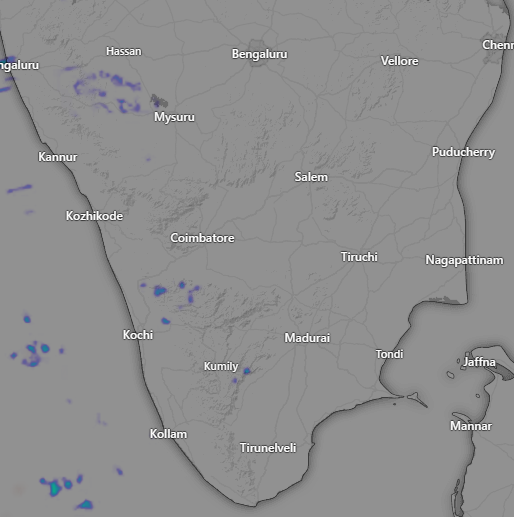 Hassan
Bengaluru
Chenn
Vellore
ngaluru
Mysuru
Kannur
Puducherry
Salem
Kozhikode
Coimbatore
Tiruchi
Nagapattinam
Kochi
Madurai
Tondi
Kumily
Jaffna
Mannar
Kollam
Tirunelveli